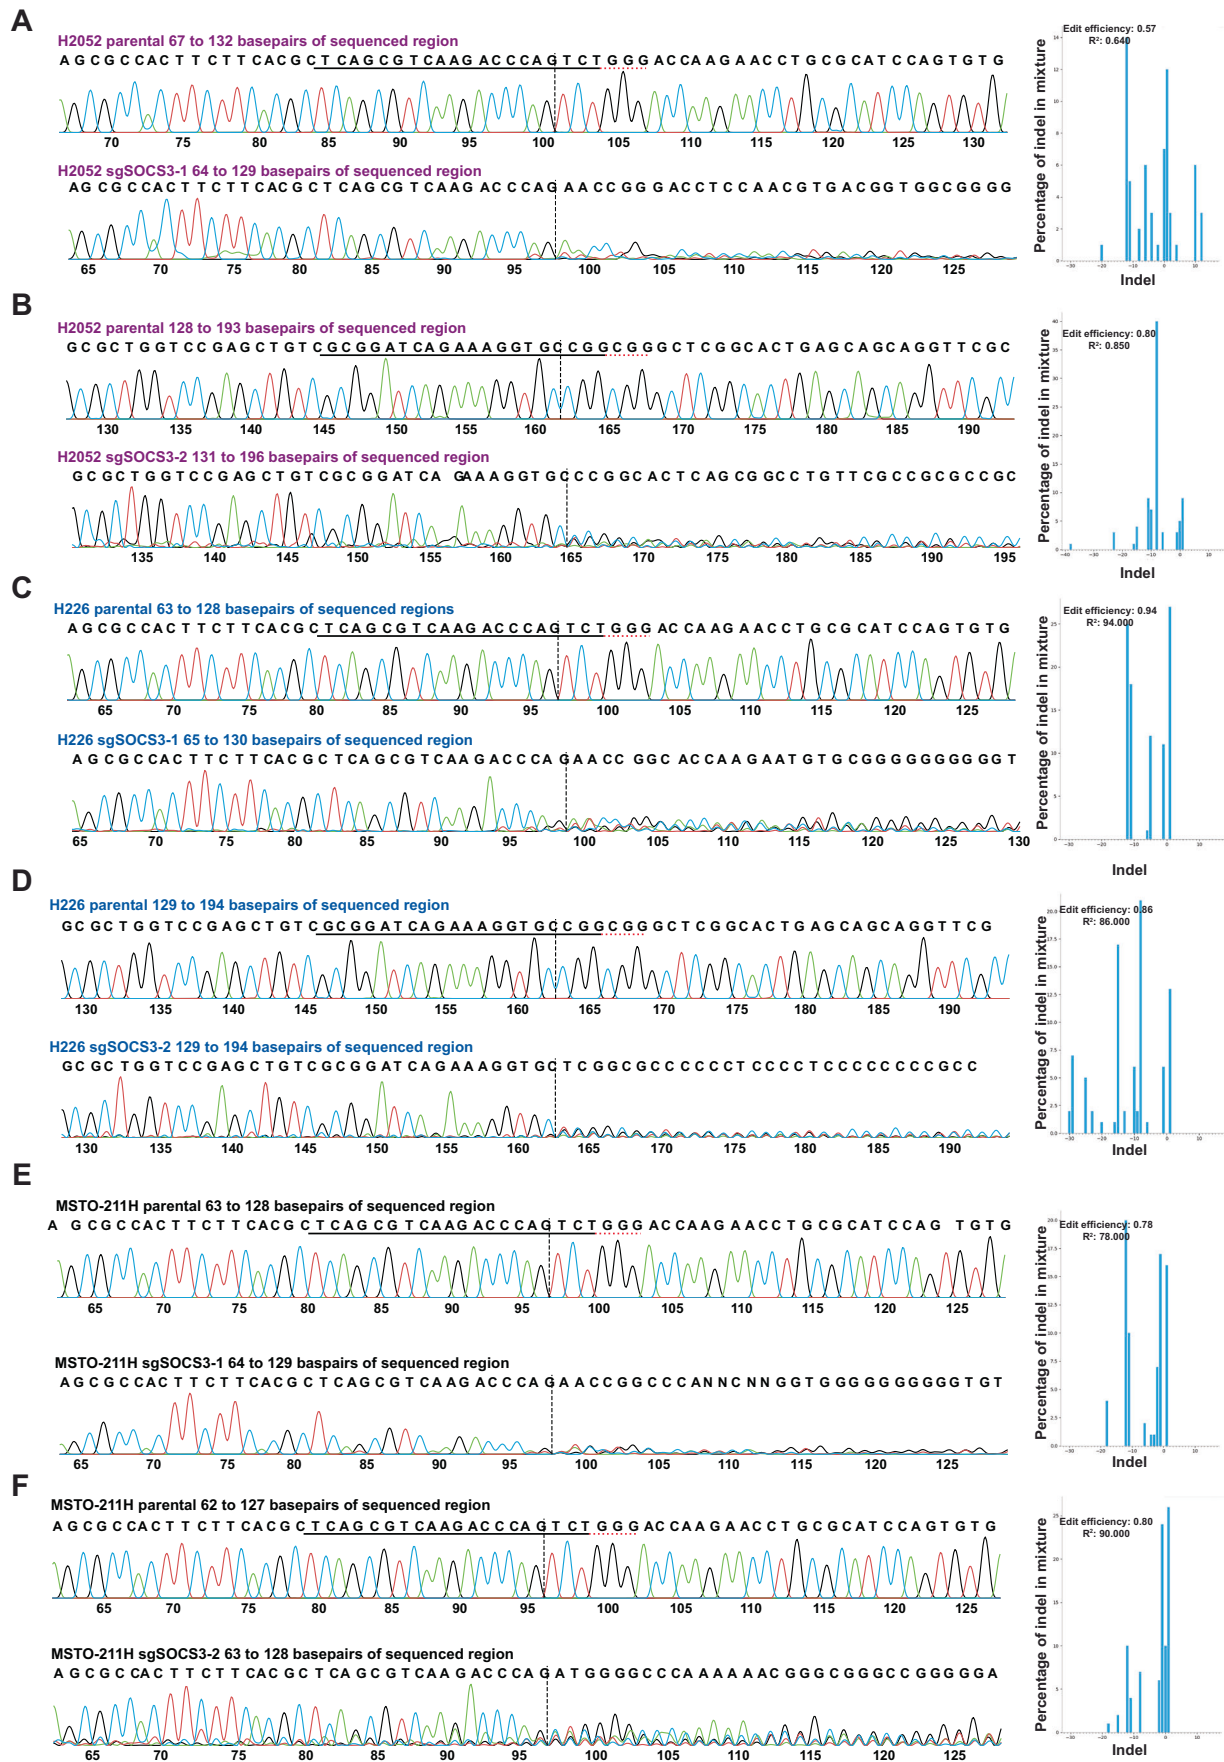 A
H2052 parental 67 to 132 basepairs of sequenced region
AGCGCCACTTCTTCACGCTCAGCGTCAAGACCCAGTCTGGGACCAAGAACCTGCGCATCCAGTGTG
70 75 80 85 90 95 100 105 110 115 120 125 130
H2052 sgSOCS3-1 64 to 129 basepairs of sequenced region
AGCGCCACTTCTTCACGCTCAGCGTCAAGACCCAGAACCGGGACCTCCAACGTGACGGTGGCGGGG
65 70 75 80 85 90 95 100 105 110 115 120 125
Edit efficiency: 0.57
R²: 0.640
Percentage of indel in mixture
Indel
B
H2052 parental 128 to 193 basepairs of sequenced region
GCGCTGGTCCGAGCTGTCGCGGATCAGAAAGGTGCCGGCGGGCTCGGCACTGAGCAGCAGGTTCGC
130 135 140 145 150 155 160 165 170 175 180 185 190
H2052 sgSOCS3-2 131 to 196 basepairs of sequenced region
GCGCTGGTCCGAGCTGTCGCGGATCA GAAAGGTGCCCGGCACTCAGCGGCCTGTTCGCCGCGCCGC
135 140 145 150 155 160 165 170 175 180 185 190 195
Edit efficiency: 0.80
R²: 0.850
Percentage of indel in mixture
Indel
C
H226 parental 63 to 128 basepairs of sequenced regions
AGCGCCACTTCTTCACGCTCAGCGTCAAGACCCAGTCTGGGACCAAGAACCTGCGCATCCAGTGTG
65 70 75 80 85 90 95 100 105 110 115 120 125
H226 sgSOCS3-1 65 to 130 basepairs of sequenced region
AGCGCCACTTCTTCACGCTCAGCGTCAAGACCCAGAACC GGC ACCAAGAATGTGCGGGGGGGGGGT
65 70 75 80 85 90 95 100 105 110 115 120 125 130
Edit efficiency: 0.94
R²: 94.000
Percentage of indel in mixture
Indel
D
H226 parental 129 to 194 basepairs of sequenced region
GCGCTGGTCCGAGCTGTCGCGGATCAGAAAGGTGCCGGCGGGCTCGGCACTGAGCAGCAGGTTCG
130 135 140 145 150 155 160 165 170 175 180 185 190
H226 sgSOCS3-2 129 to 194 basepairs of sequenced region
GCGCTGGTCCGAGCTGTCGCGGATCAGAAAGGTGCTCGGCGCCCCCCTCCCCTCCCCCCCCGCC
130 135 140 145 150 155 160 165 170 175 180 185 190
Edit efficiency: 0.86
R²: 86.000
Percentage of indel in mixture
Indel
E
MSTO-211H parental 63 to 128 basepairs of sequenced region
A GCGCCACTTCTTCACGCTCAGCGTCAAGACCCAGTCTGGGACCAAGAACCTGCGCATCCAG TGTG
65 70 75 80 85 90 95 100 105 110 115 120 125
MSTO-211H sgSOCS3-1 64 to 129 baspairs of sequenced region
AGCGCCACTTCTTCACGCTCAGCGTCAAGACCCAGAACCGGCCCANNCNNGGTGGGGGGGGGGTGT
65 70 75 80 85 90 95 100 105 110 115 120 125
Edit efficiency: 0.78
R²: 78.000
Percentage of indel in mixture
Indel
F
MSTO-211H parental 62 to 127 basepairs of sequenced region
AGCGCCACTTCTTCACGCTCAGCGTCAAGACCCAGTCTGGGACCAAGAACCTGCGCATCCAGTGTG
65 70 75 80 85 90 95 100 105 110 115 120 125
MSTO-211H sgSOCS3-2 63 to 128 basepairs of sequenced region
AGCGCCACTTCTTCACGCTCAGCGTCAAGACCCAGATGGGGCCCAAAAAACGGGCGGGCCGGGGGA
65 70 75 80 85 90 95 100 105 110 115 120 125
Edit efficiency: 0.80
R²: 90.000
Percentage of indel in mixture
Indel